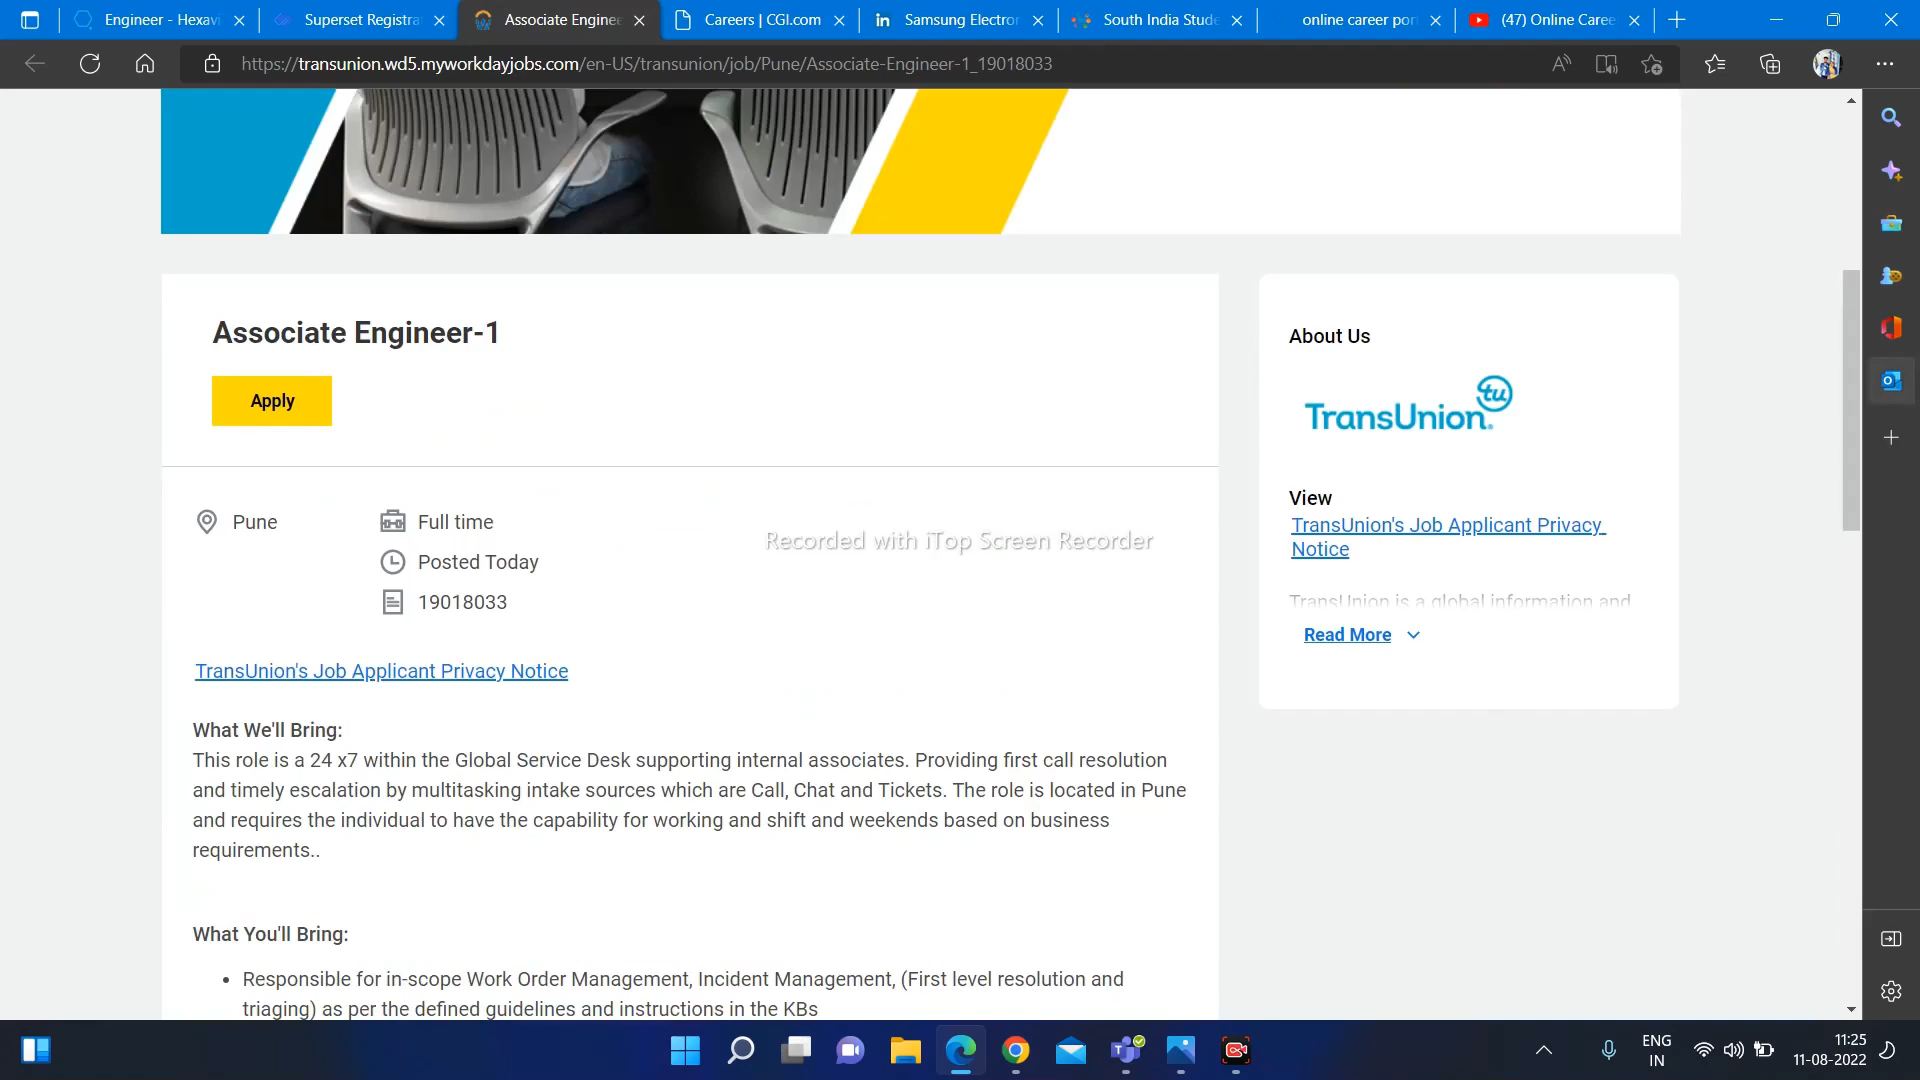 Engineer - Hexav
Superset Registra
Associate Enginee
Careers | CGI.com
Samsung Electror
South India Stude
online career por
(47) Online Caree
https://transunion.wd5.myworkdayjobs.com/en-US/transunion/job/Pune/Associate-Engineer-1_19018033
Associate Engineer-1
Apply
Pune
Full time
Posted Today
19018033
Recorded with iTop Screen Recorder
TransUnion's Job Applicant Privacy Notice
What We'll Bring:
This role is a 24 x7 within the Global Service Desk supporting internal associates. Providing first call resolution
and timely escalation by multitasking intake sources which are Call, Chat and Tickets. The role is located in Pune
and requires the individual to have the capability for working and shift and weekends based on business
requirements..
What You'll Bring:
• Responsible for in-scope Work Order Management, Incident Management, (First level resolution and
triaging) as per the defined guidelines and instructions in the KBs
About Us
TransUnion
tu
View
TransUnion's Job Applicant Privacy
Notice
TransUnion is a global information and
Read More
ENG
IN
11:25
11-08-2022